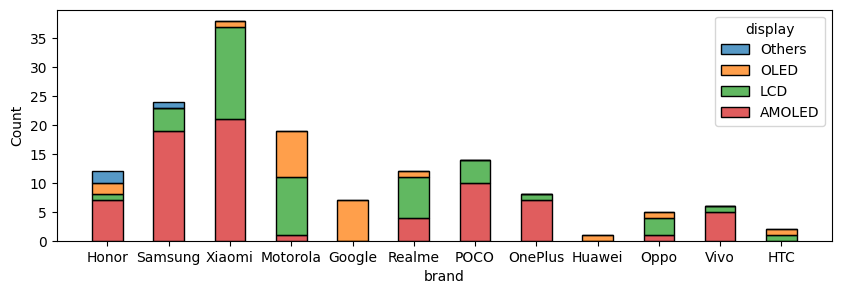 display
Others
OLED
LCD
AMOLED
Count
35
30
25
20
15
10
5
0
Honor Samsung Xiaomi Motorola Google Realme POCO OnePlus Huawei Oppo Vivo HTC
brand